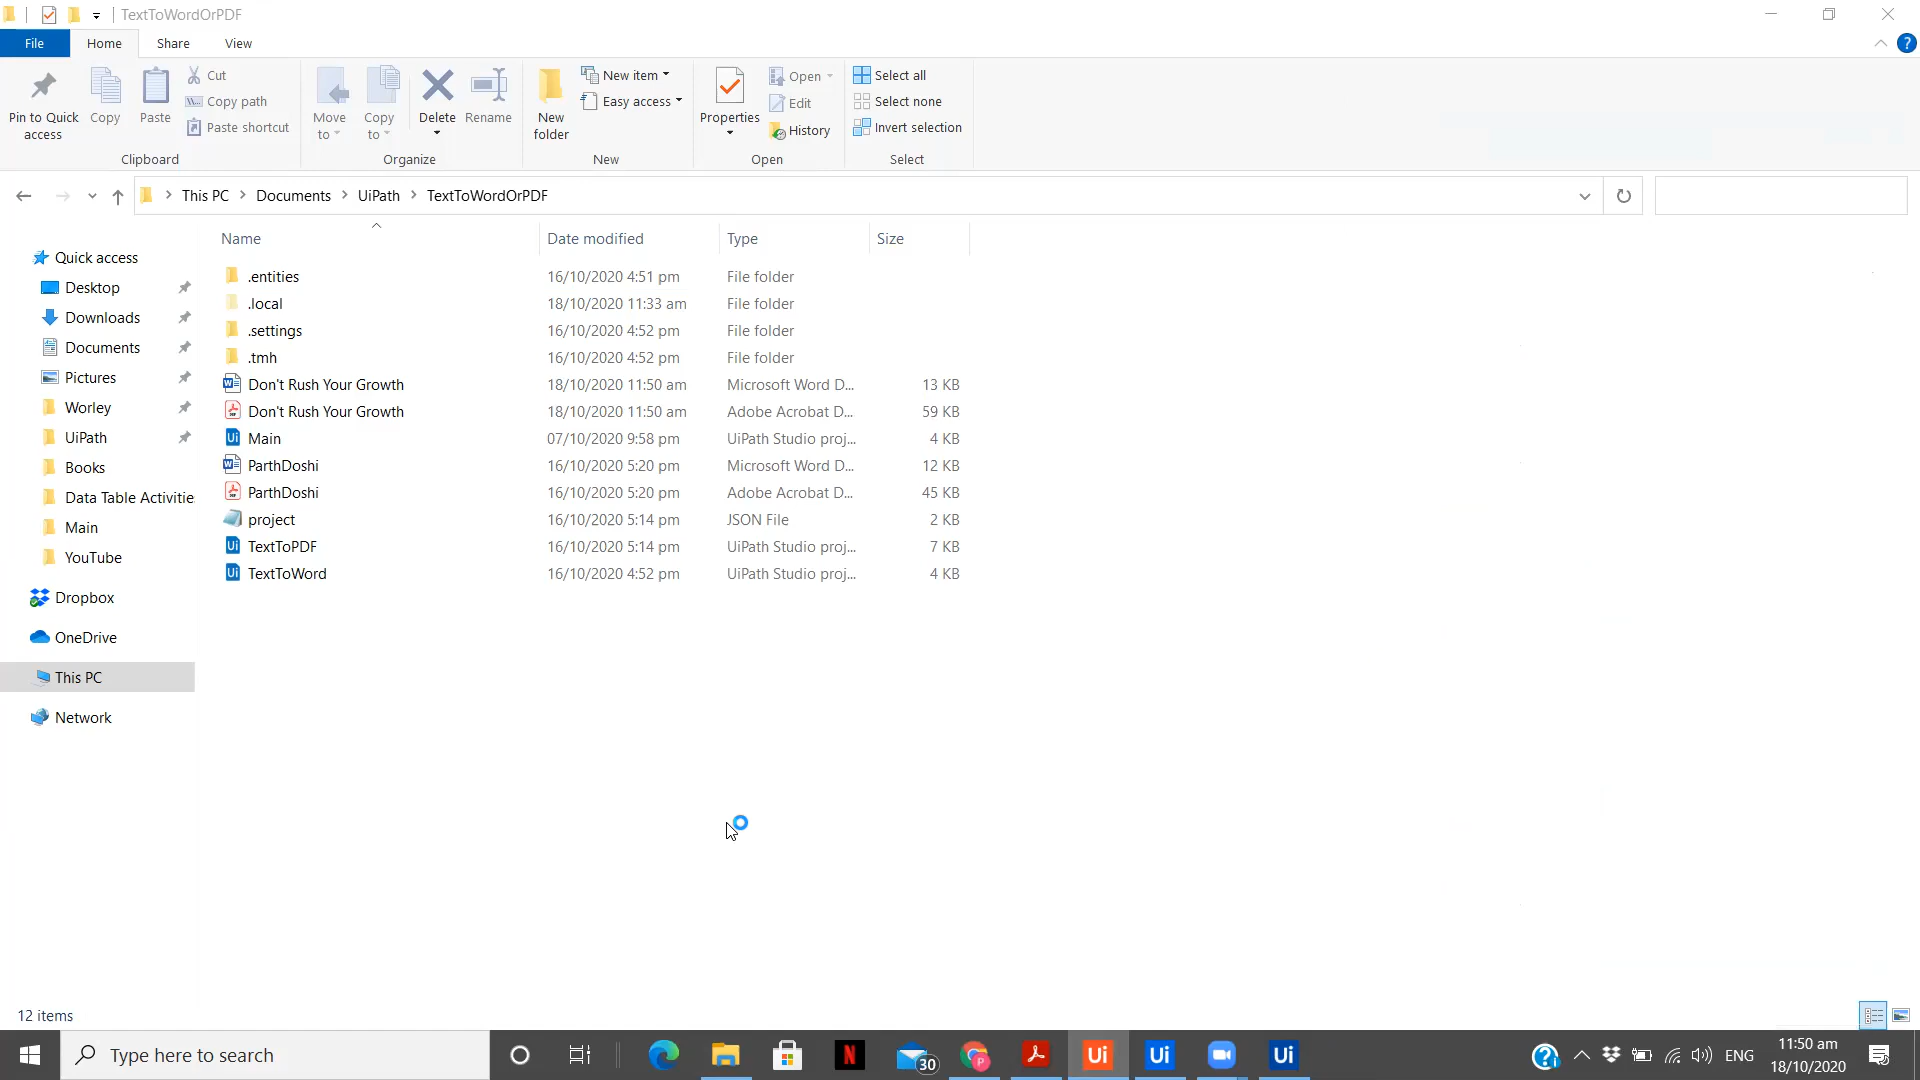 TextToWordOrPDF
File Home Share View
Pin to Quick access
Copy
Paste
Cut
Copy path
Paste shortcut
Clipboard
Move to
Copy to
Delete
Rename
Organize
New folder
New item
Easy access
New
Properties
Open
Edit
History
Open
Select all
Select none
Invert selection
Select
This PC Documents UiPath TextToWordOrPDF
Quick access
Desktop
Downloads
Documents
Pictures
Worley
UiPath
Books
Data Table Activitie
Main
YouTube
Dropbox
OneDrive
This PC
Network
Name Date modified Type Size
.entities 16/10/2020 4:51 pm File folder
.local 18/10/2020 11:33 am File folder
.settings 16/10/2020 4:52 pm File folder
.tmh 16/10/2020 4:52 pm File folder
Don't Rush Your Growth 18/10/2020 11:50 am Microsoft Word D... 13 KB
Don't Rush Your Growth 18/10/2020 11:50 am Adobe Acrobat D... 59 KB
Ui Main 07/10/2020 9:58 pm UiPath Studio proj... 4 KB
ParthDoshi 16/10/2020 5:20 pm Microsoft Word D... 12 KB
ParthDoshi 16/10/2020 5:20 pm Adobe Acrobat D... 45 KB
project 16/10/2020 5:14 pm JSON File 2 KB
Ui TextToPDF 16/10/2020 5:14 pm UiPath Studio proj... 7 KB
Ui TextToWord 16/10/2020 4:52 pm UiPath Studio proj... 4 KB
12 items
Type here to search
N
30
P
Ui
Ui
Ui
ENG
11:50 am
18/10/2020